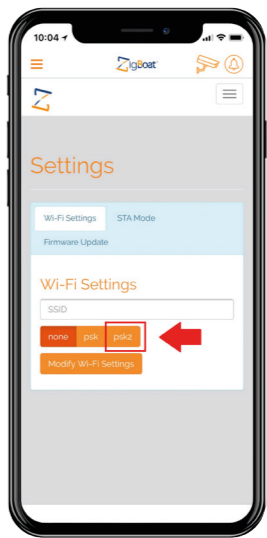 10:04
ZigBoat
Z
Settings
Wi-Fi Settings STA Mode
Firmware Update
Wi-Fi Settings
SSID
none psk psk2
Modify Wi-Fi Settings